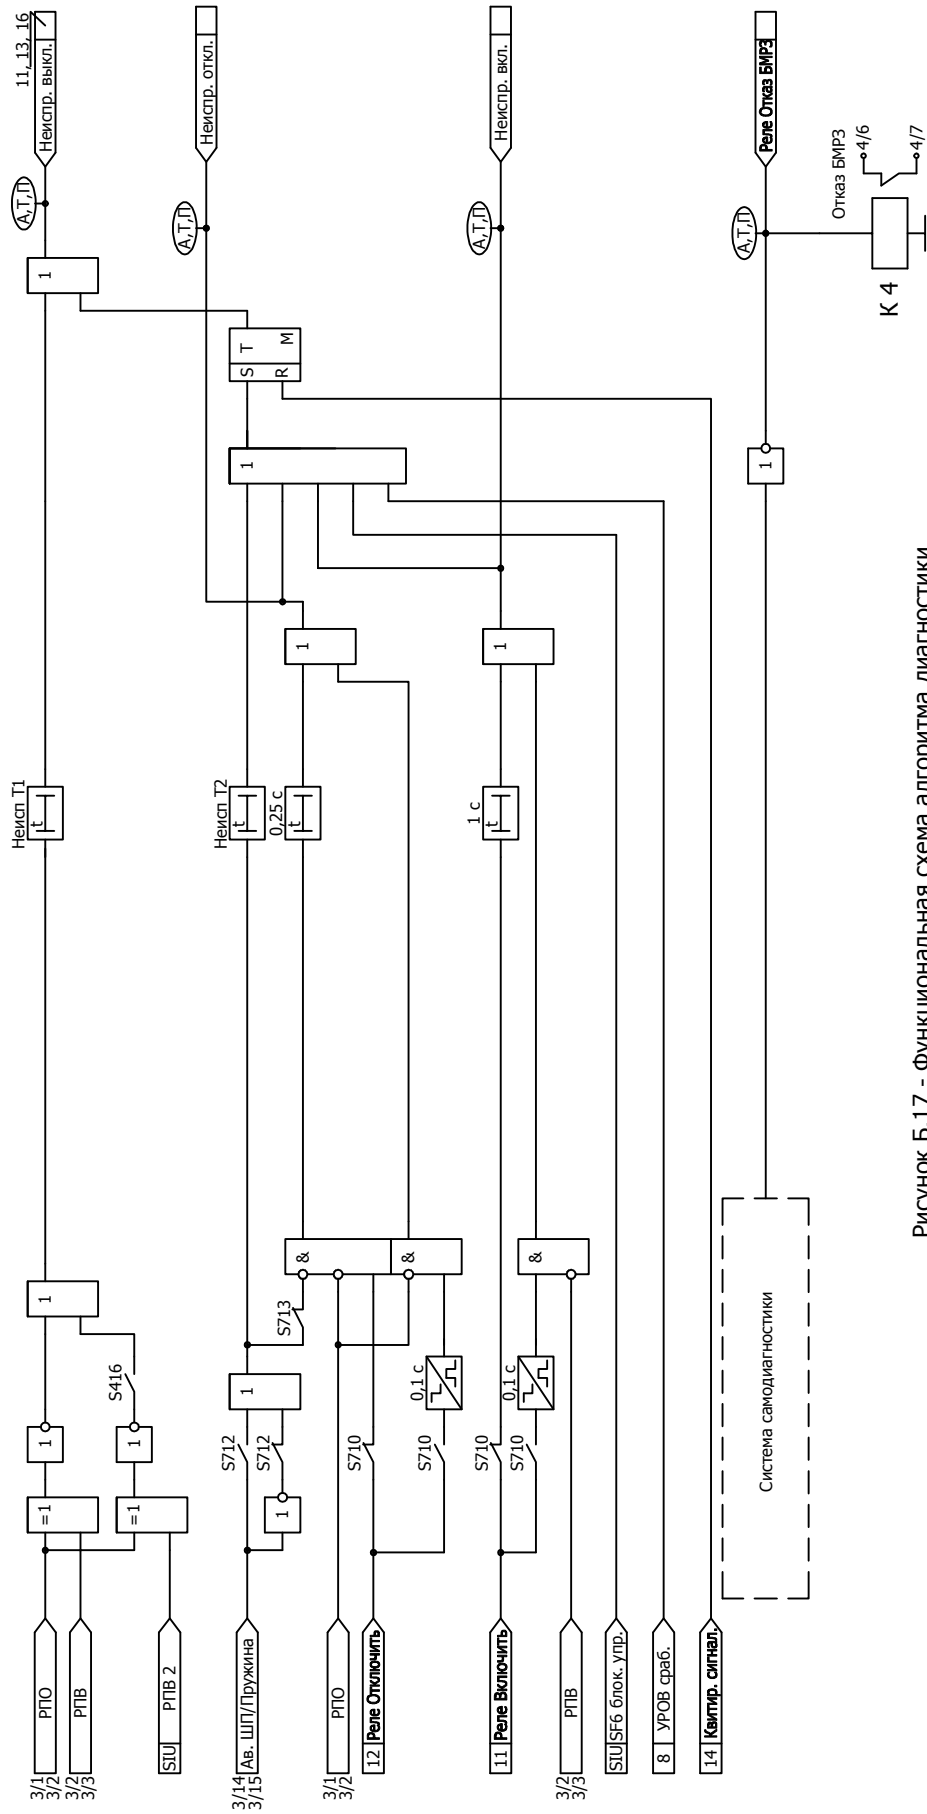 3/1
3/2
РПО
3/2
3/3
РПВ
SIU РПВ 2
=1
=1
1
1
S416
1
Неисп Т1
t
1
А,Т,П
Неиспр. выкл.
11, 13, 16
3/14
3/15
Ав. ШП/Пружина
1
S712
S712
1
S713
Неисп Т2
t
0,25 с
t
3/1
3/2
РПО
12 Реле Отключить
S710
S710
0,1 с
&
&
1
1
S T
R M
А,Т,П
Неиспр. откл.
11 Реле Включить
S710
S710
0,1 с
3/2
3/3
РПВ
&
1 с
t
1
А,Т,П
Неиспр. вкл.
SIU SF6 блок. упр.
8 УРОВ сраб.
14 Квитир. сигнал.
Система самодиагностики
1
А,Т,П
Реле Отказ БМРЗ
К 4
Отказ БМРЗ
4/6
4/7
Рисунок Б.17 - Функциональная схема алгоритма диагностики